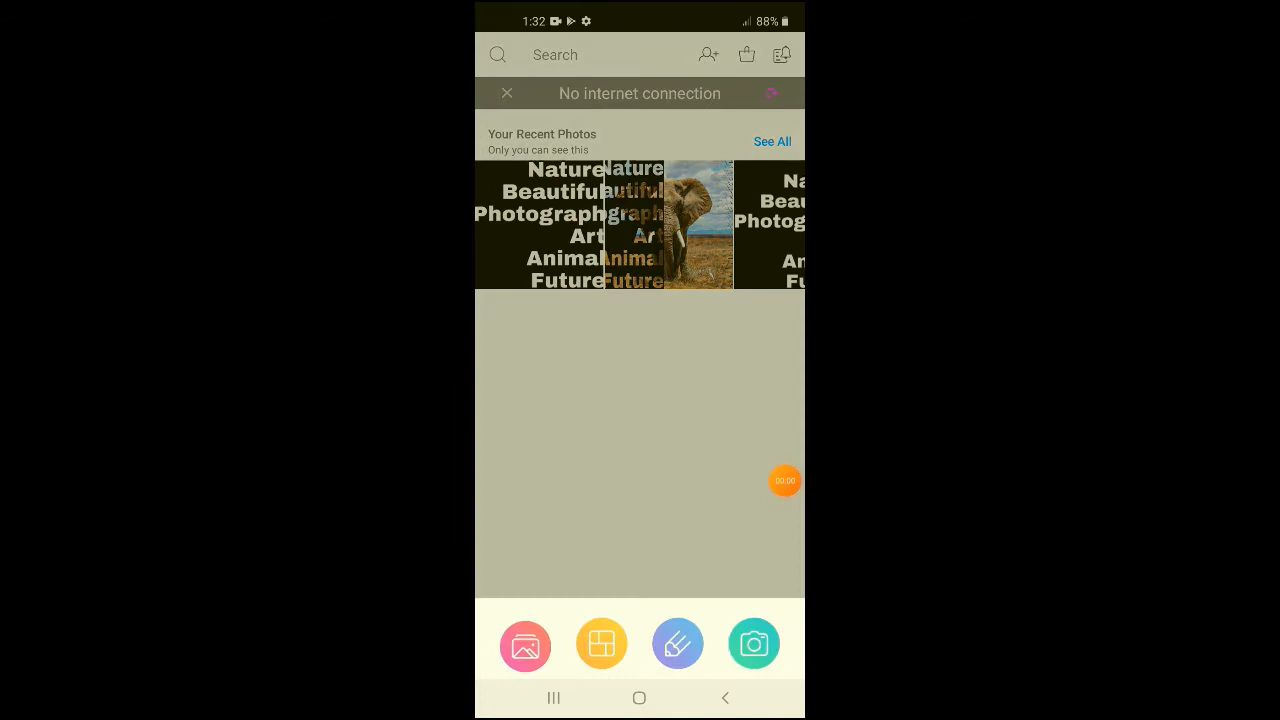 1:32 88%
Search
No internet connection
Your Recent Photos
Only you can see this
See All
Nature
Beautiful
Photograph
Art
Animal
Future
Nature
autiful
graph
Art
Animal
Future
Na
Beau
Photog
An
Fu
00:00